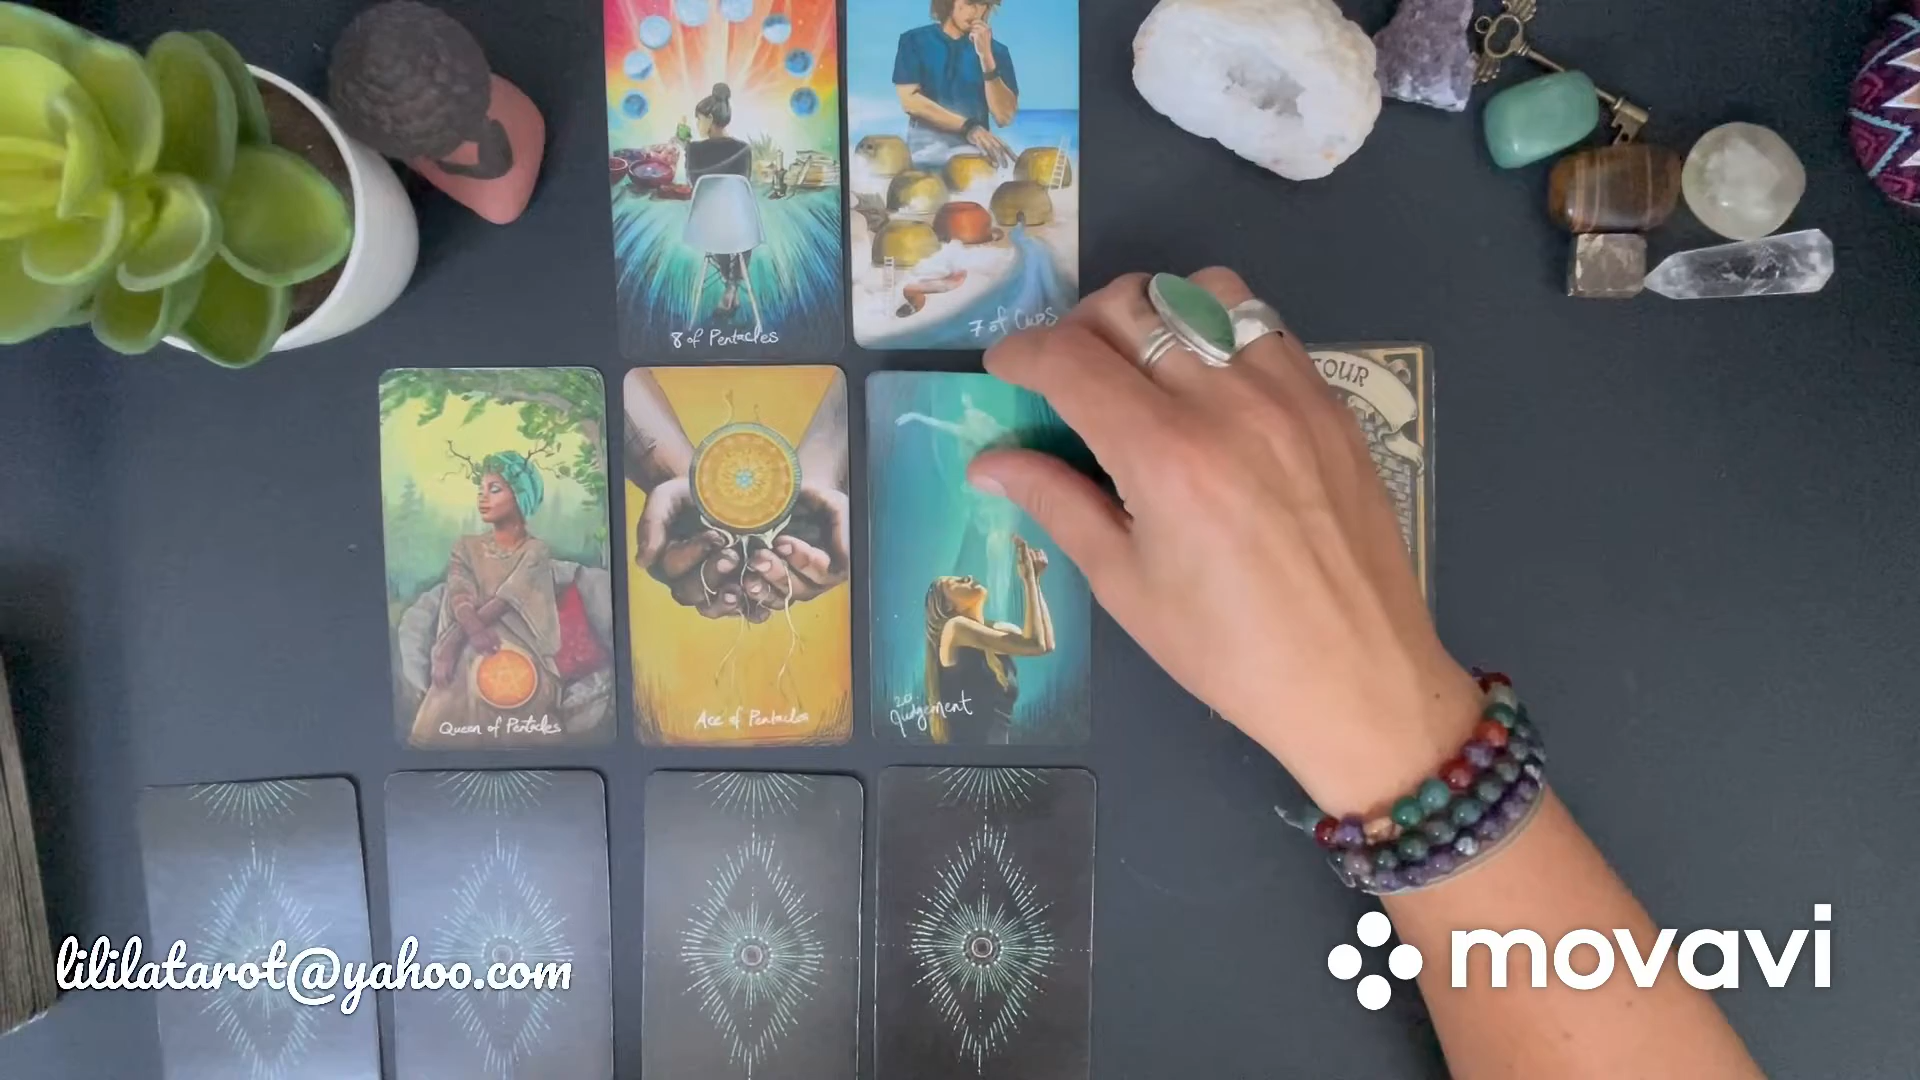 8 of Pentacles
7 of Cups
Queen of Pentacles
Ace of Pentacles
20
Judgement
lililatarot@yahoo.com
movavi